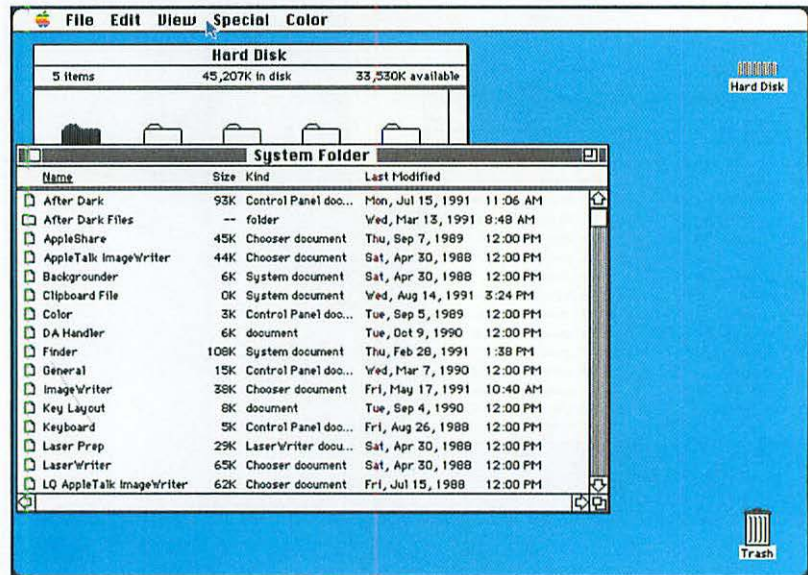 File Edit View Special Color
Hard Disk
5 items 45,207K in disk 33,530K available
Hard Disk
System Folder
Name Size Kind Last Modified
After Dark 93K Control Panel doo... Mon, Jul 15, 1991 11:06 AM
After Dark Files -- folder Wed, Mar 13, 1991 8:48 AM
AppleShare 45K Chooser document Thu, Sep 7, 1989 12:00 PM
AppleTalk ImageWriter 44K Chooser document Sat, Apr 30, 1988 12:00 PM
Backgrounder 6K System document Sat, Apr 30, 1988 12:00 PM
Clipboard File 0K System document Wed, Aug 14, 1991 3:24 PM
Color 3K Control Panel doo... Tue, Sep 5, 1989 12:00 PM
DA Handler 6K document Tue, Oct 9, 1990 12:00 PM
Finder 108K System document Thu, Feb 28, 1991 1:38 PM
General 15K Control Panel doo... Wed, Mar 7, 1990 12:00 PM
ImageWriter 38K Chooser document Fri, May 17, 1991 10:40 AM
Key Layout 8K document Tue, Sep 4, 1990 12:00 PM
Keyboard 5K Control Panel doo... Fri, Aug 26, 1988 12:00 PM
Laser Prep 29K LaserWriter docu... Sat, Apr 30, 1988 12:00 PM
LaserWriter 65K Chooser document Sat, Apr 30, 1988 12:00 PM
LQ AppleTalk ImageWriter 62K Chooser document Fri, Jul 15, 1988 12:00 PM
Trash